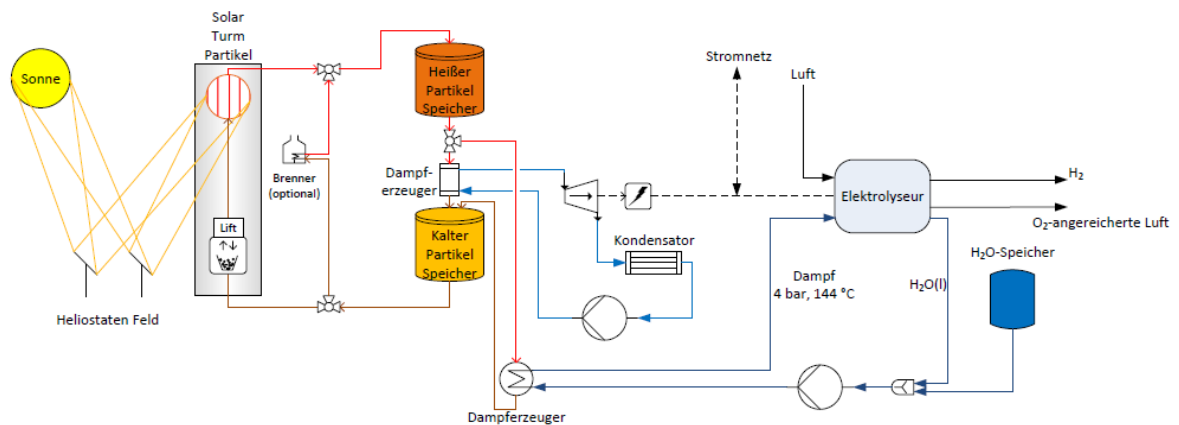 Solar
Turm
Partikel
Sonne
Heißer
Partikel
Speicher
Stromnetz
Luft
Brenner
(optional)
Dampf-
erzeuger
Elektrolyseur
H₂
O₂-angereicherte Luft
Lift
Kalter
Partikel
Speicher
Kondensator
Dampf
4 bar, 144 °C
H₂O(l)
H₂O-Speicher
Heliostaten Feld
Dampferzeuger